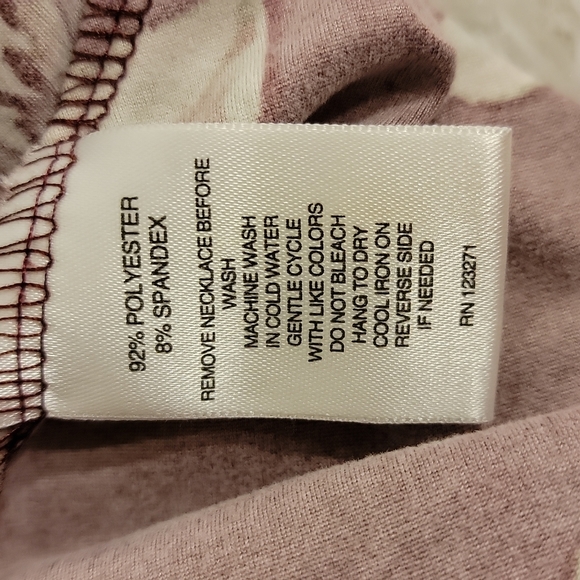 92% POLYESTER
8% SPANDEX
REMOVE NECKLACE BEFORE
WASH
MACHINE WASH
IN COLD WATER
GENTLE CYCLE
WITH LIKE COLORS
DO NOT BLEACH
HANG TO DRY
COOL IRON ON
REVERSE SIDE
IF NEEDED
RN 123271